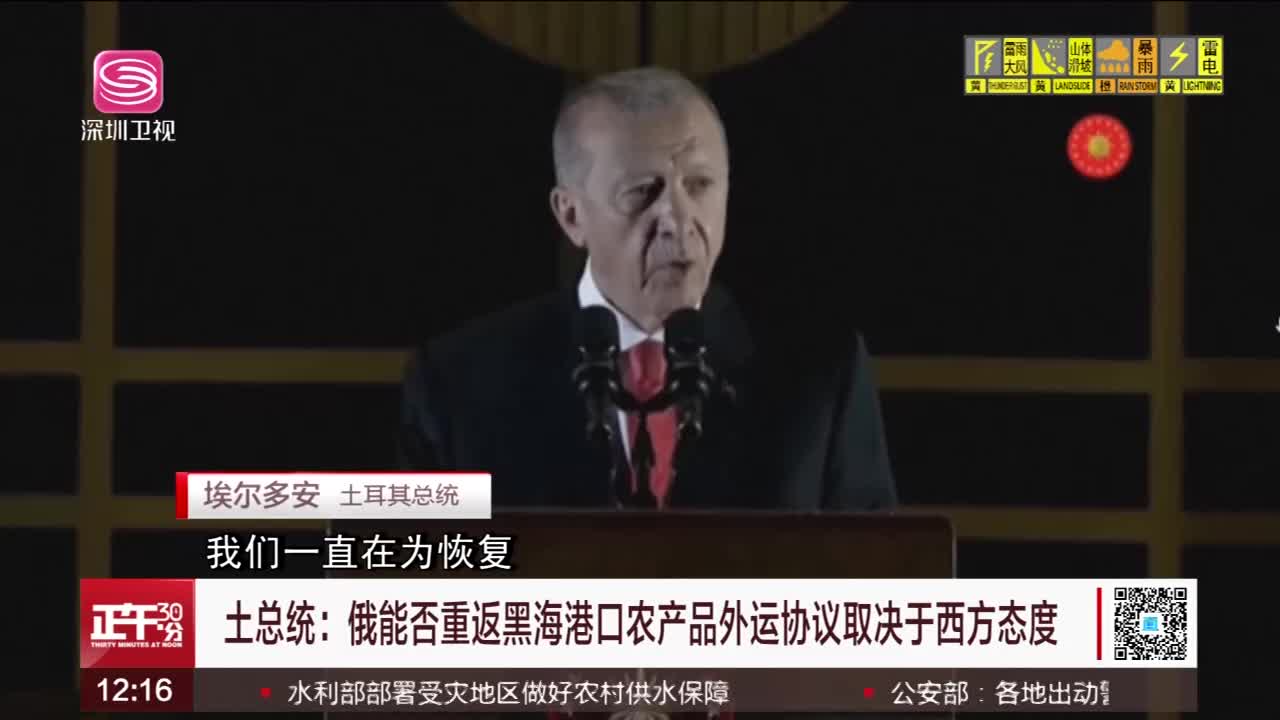 深圳卫视
雷雨大风
黄 THUNDER GUST
山体滑坡
黄 LANDSLIDE
暴雨
橙 RAIN STORM
雷电
黄 LIGHTNING
埃尔多安 土耳其总统
我们一直在为恢复
正午30分
THIRTY MINUTES AT NOON
土总统：俄能否重返黑海港口农产品外运协议取决于西方态度
12:16 水利部部署受灾地区做好农村供水保障 公安部：各地出动